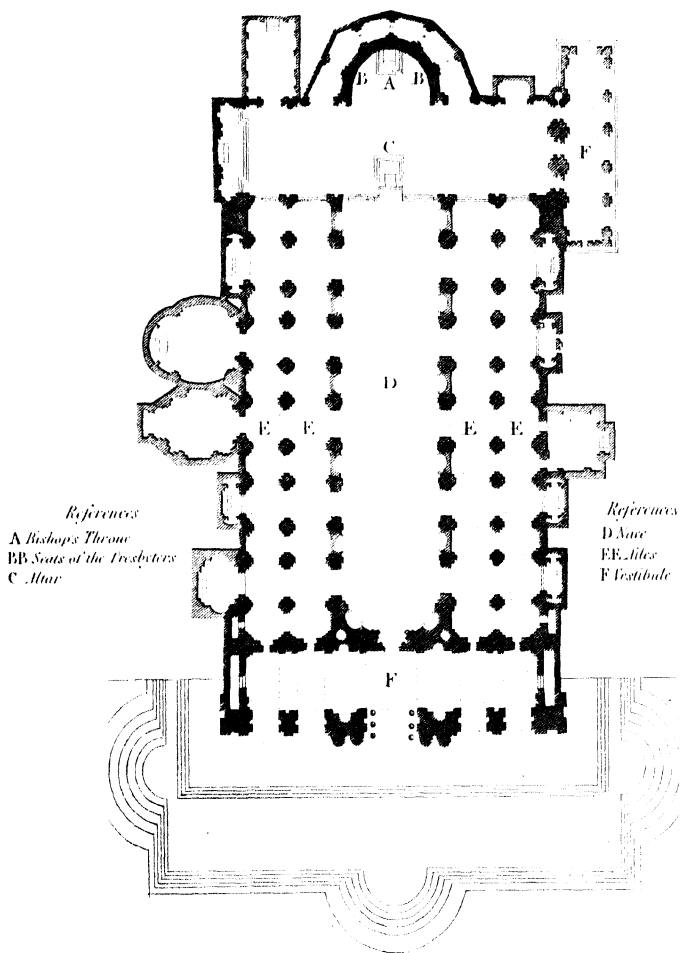 B A B
C
F
D
E E E E
References
A Bishop's Throne
BB Seats of the Presbyters
C Altar
References
D Nave
EE Ailes
F Vestibule
F